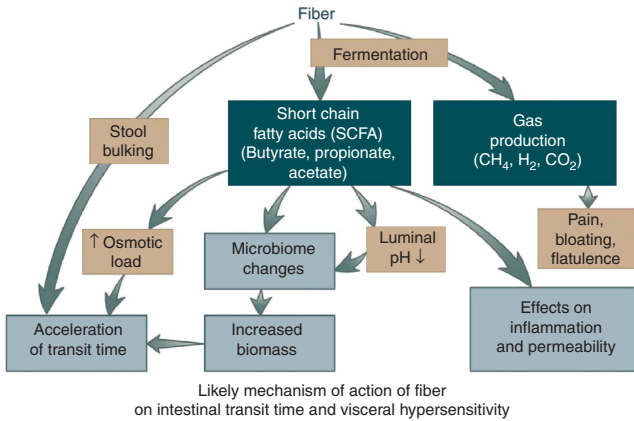 Fiber
Fermentation
Stool
bulking
Short chain
fatty acids (SCFA)
(Butyrate, propionate,
acetate)
Gas
production
(CH₄, H₂, CO₂)
↑ Osmotic
load
Microbiome
changes
Luminal
pH ↓
Pain,
bloating,
flatulence
Acceleration
of transit time
Increased
biomass
Effects on
inflammation
and permeability
Likely mechanism of action of fiber
on intestinal transit time and visceral hypersensitivity